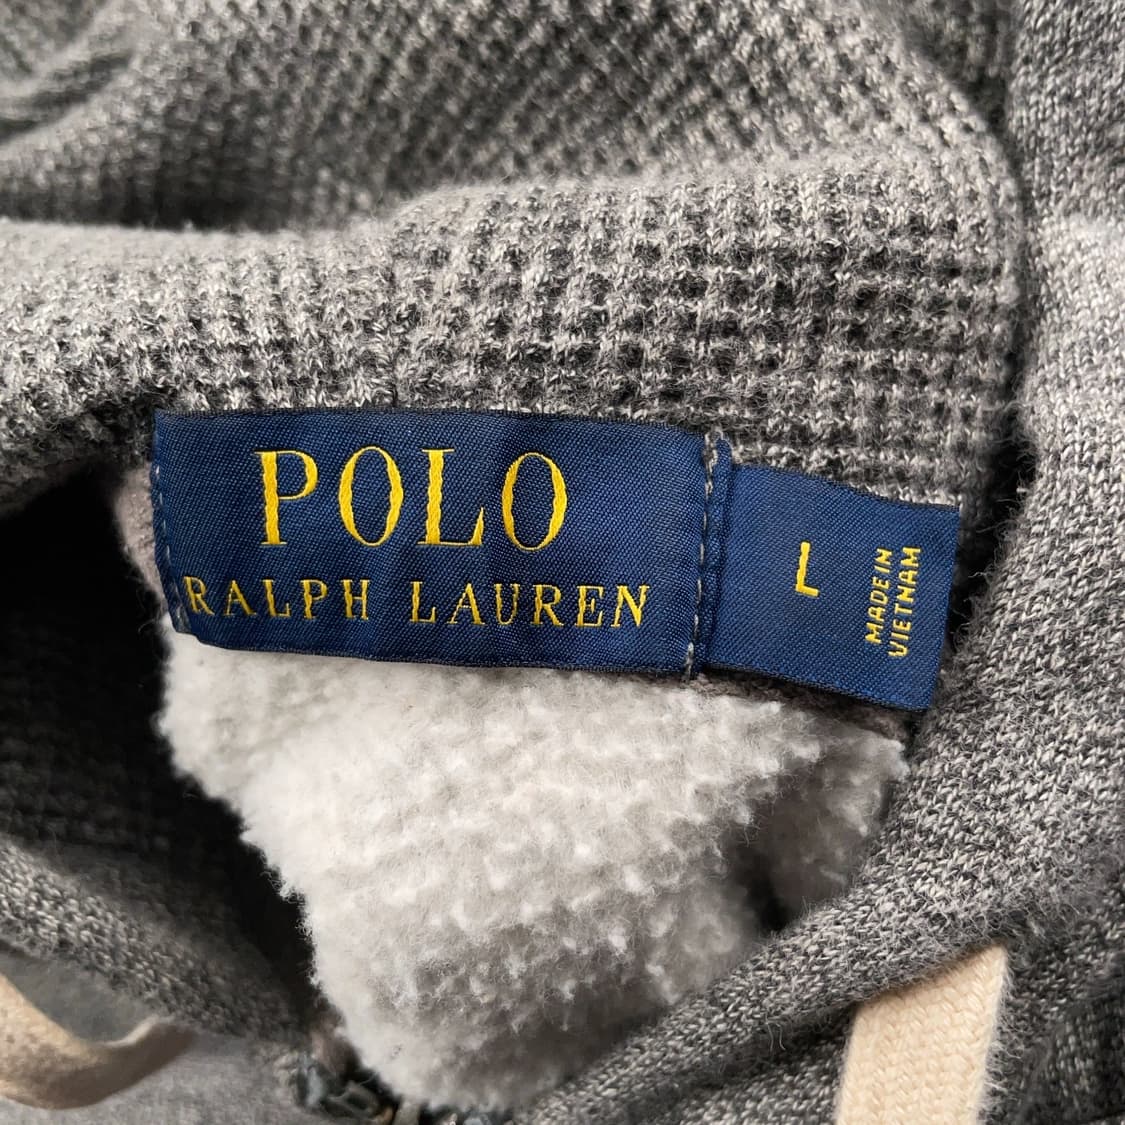 POLO
RALPH LAUREN
L
MADE IN
VIETNAM